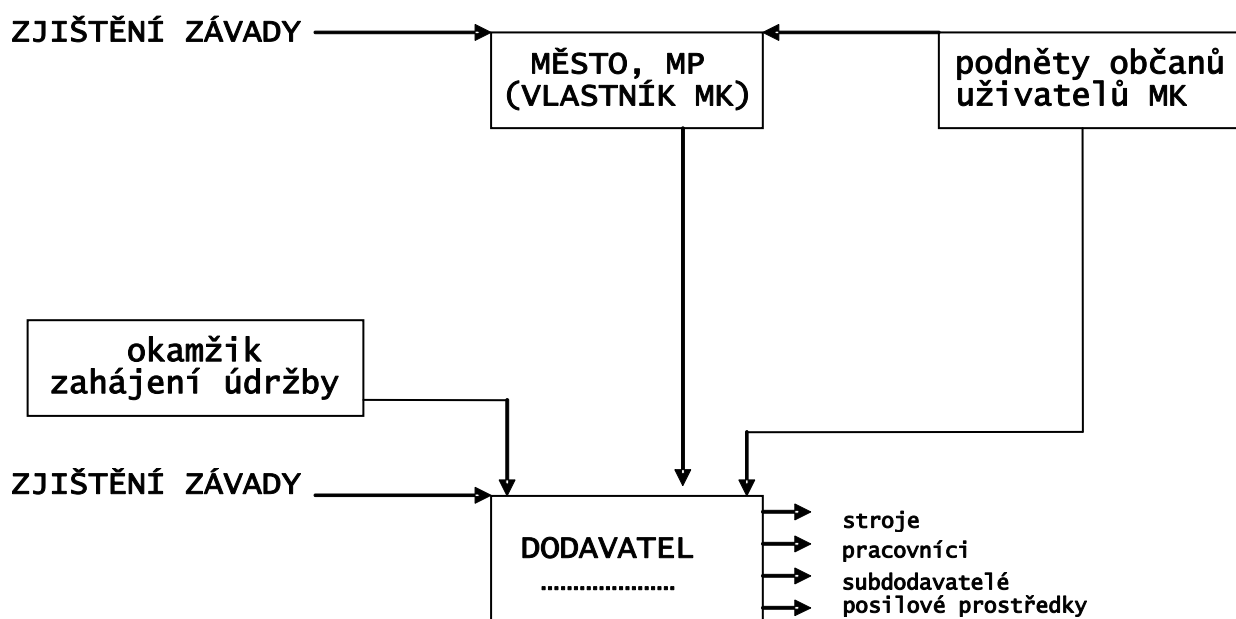 ZJIŠTĚNÍ ZÁVADY
MĚSTO, MP
(VLASTNÍK MK)
podněty občanů
uživatelů MK
okamžik
zahájení údržby
ZJIŠTĚNÍ ZÁVADY
DODAVATEL
.....................
stroje
pracovníci
subdodavatelé
posilové prostředky